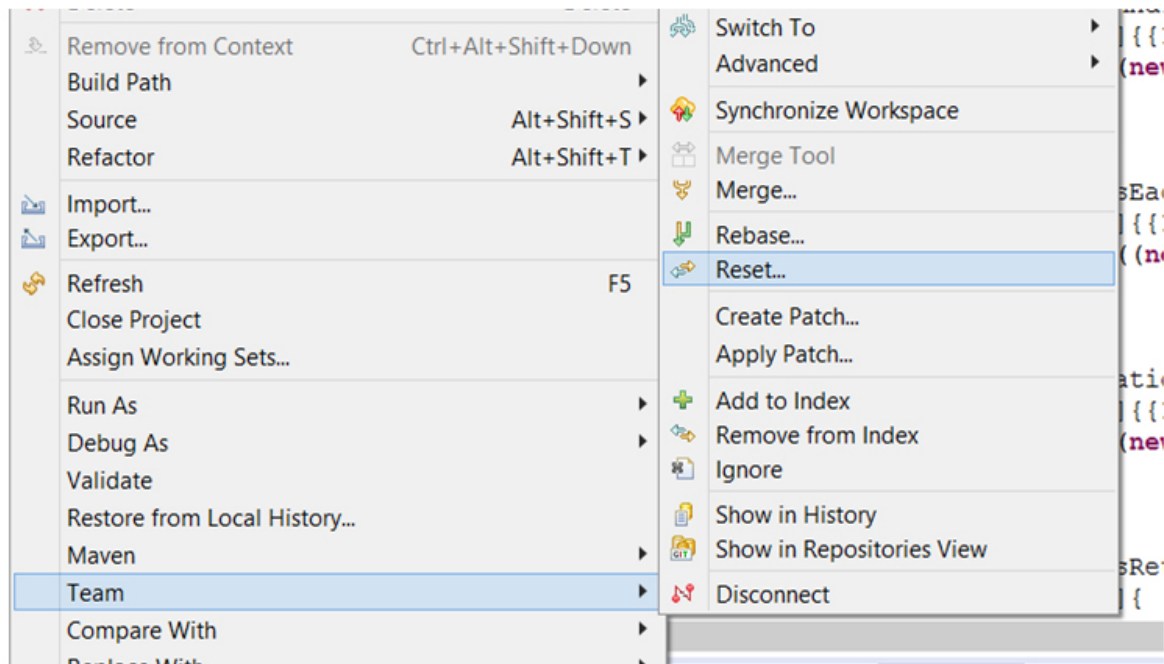 Remove from Context Ctrl+Alt+Shift+Down
Build Path
Source Alt+Shift+S
Refactor Alt+Shift+T
Import...
Export...
Refresh F5
Close Project
Assign Working Sets...
Run As
Debug As
Validate
Restore from Local History...
Maven
Team
Compare With
Switch To
Advanced
Synchronize Workspace
Merge Tool
Merge...
Rebase...
Reset...
Create Patch...
Apply Patch...
Add to Index
Remove from Index
Ignore
Show in History
GIT Show in Repositories View
Disconnect